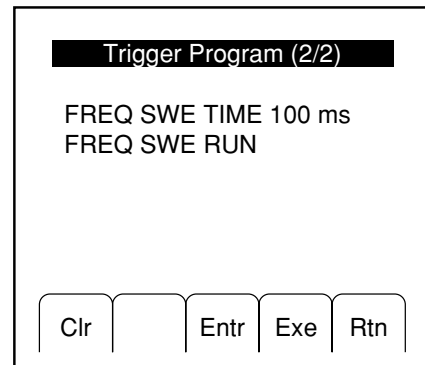 Trigger Program (2/2)
FREQ SWE TIME 100 ms
FREQ SWE RUN
Clr Entr Exe Rtn